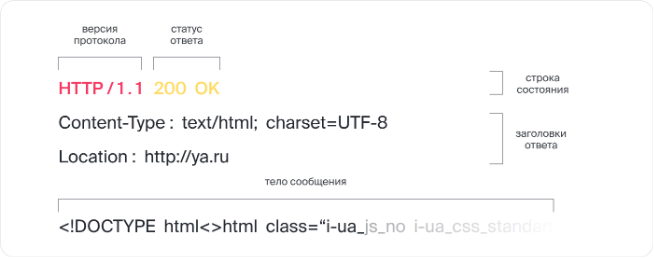 версия
протокола
статус
ответа
HTTP/1.1 200 OK
строка
состояния
Content-Type: text/html; charset=UTF-8
Location: http://ya.ru
заголовки
ответа
тело сообщения
<!DOCTYPE html<>html class=“i-ua_js_no i-ua_css_standar